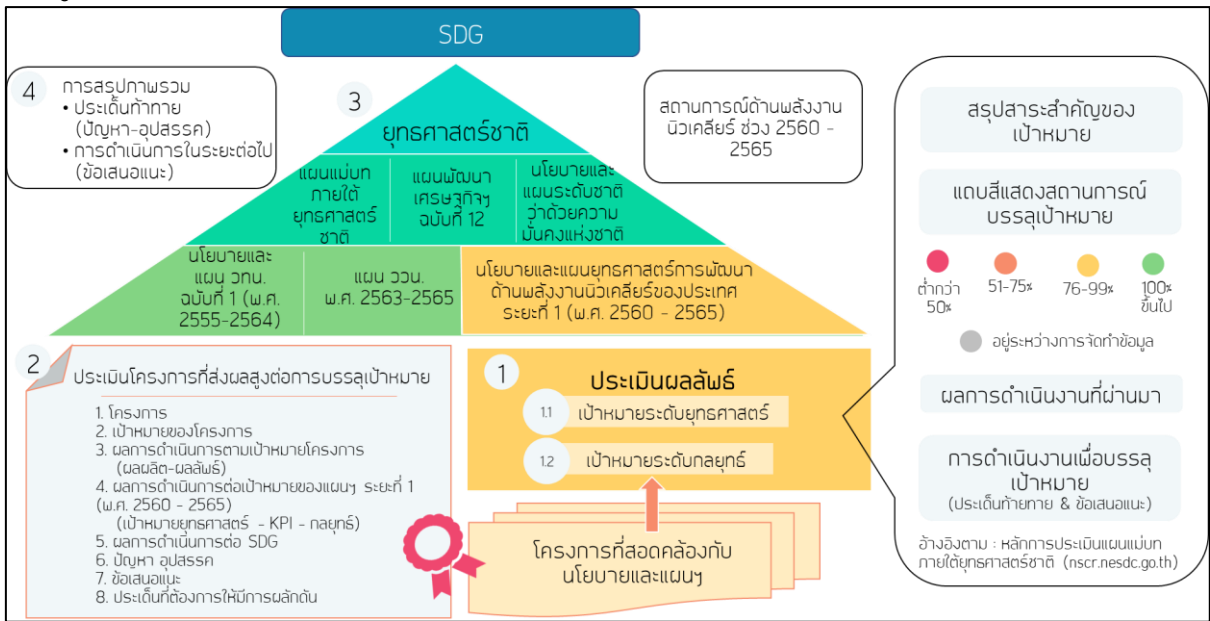 SDG
4
การสรุปภาพรวม
• ประเด็นท้าทาย
(ปัญหา-อุปสรรค)
• การดำเนินการในระยะต่อไป
(ข้อเสนอแนะ)
3
ยุทธศาสตร์ชาติ
สถานการณ์ด้านพลังงาน
นิวเคลียร์ ช่วง 2560 -
2565
แผนแม่บท
ภายใต้
ยุทธศาสตร์
ชาติ
แผนพัฒนา
เศรษฐกิจฯ
ฉบับที่ 12
นโยบายและ
แผนระดับชาติ
ว่าด้วยความ
มั่นคงแห่งชาติ
นโยบายและ
แผน วทน.
ฉบับที่ 1 (พ.ศ.
2555-2564)
แผน ววน.
พ.ศ. 2563-2565
นโยบายและแผนยุทธศาสตร์การพัฒนา
ด้านพลังงานนิวเคลียร์ของประเทศ
ระยะที่ 1 (พ.ศ. 2560 - 2565)
2
ประเมินโครงการที่ส่งผลสูงต่อการบรรลุเป้าหมาย
1. โครงการ
2. เป้าหมายของโครงการ
3. ผลการดำเนินการตามเป้าหมายโครงการ
(ผลผลิต-ผลลัพธ์)
4. ผลการดำเนินการต่อเป้าหมายของแผนฯ ระยะที่ 1
(พ.ศ. 2560 - 2565)
(เป้าหมายยุทธศาสตร์ - KPI - กลยุทธ์)
5. ผลการดำเนินการต่อ SDG
6. ปัญหา อุปสรรค
7. ข้อเสนอแนะ
8. ประเด็นที่ต้องการให้มีการผลักดัน
1
ประเมินผลลัพธ์
1.1 เป้าหมายระดับยุทธศาสตร์
1.2 เป้าหมายระดับกลยุทธ์
โครงการที่สอดคล้องกับ
นโยบายและแผนฯ
สรุปสาระสำคัญของ
เป้าหมาย
แถบสีแสดงสถานการณ์
บรรลุเป้าหมาย
ต่ำกว่า
50%
51-75%
76-99%
100%
ขึ้นไป
อยู่ระหว่างการจัดทำข้อมูล
ผลการดำเนินงานที่ผ่านมา
การดำเนินงานเพื่อบรรลุ
เป้าหมาย
(ประเด็นท้ายทาย & ข้อเสนอแนะ)
อ้างอิงตาม : หลักการประเมินแผนแม่บท
ภายใต้ยุทธศาสตร์ชาติ (nscr.nesdc.go.th)